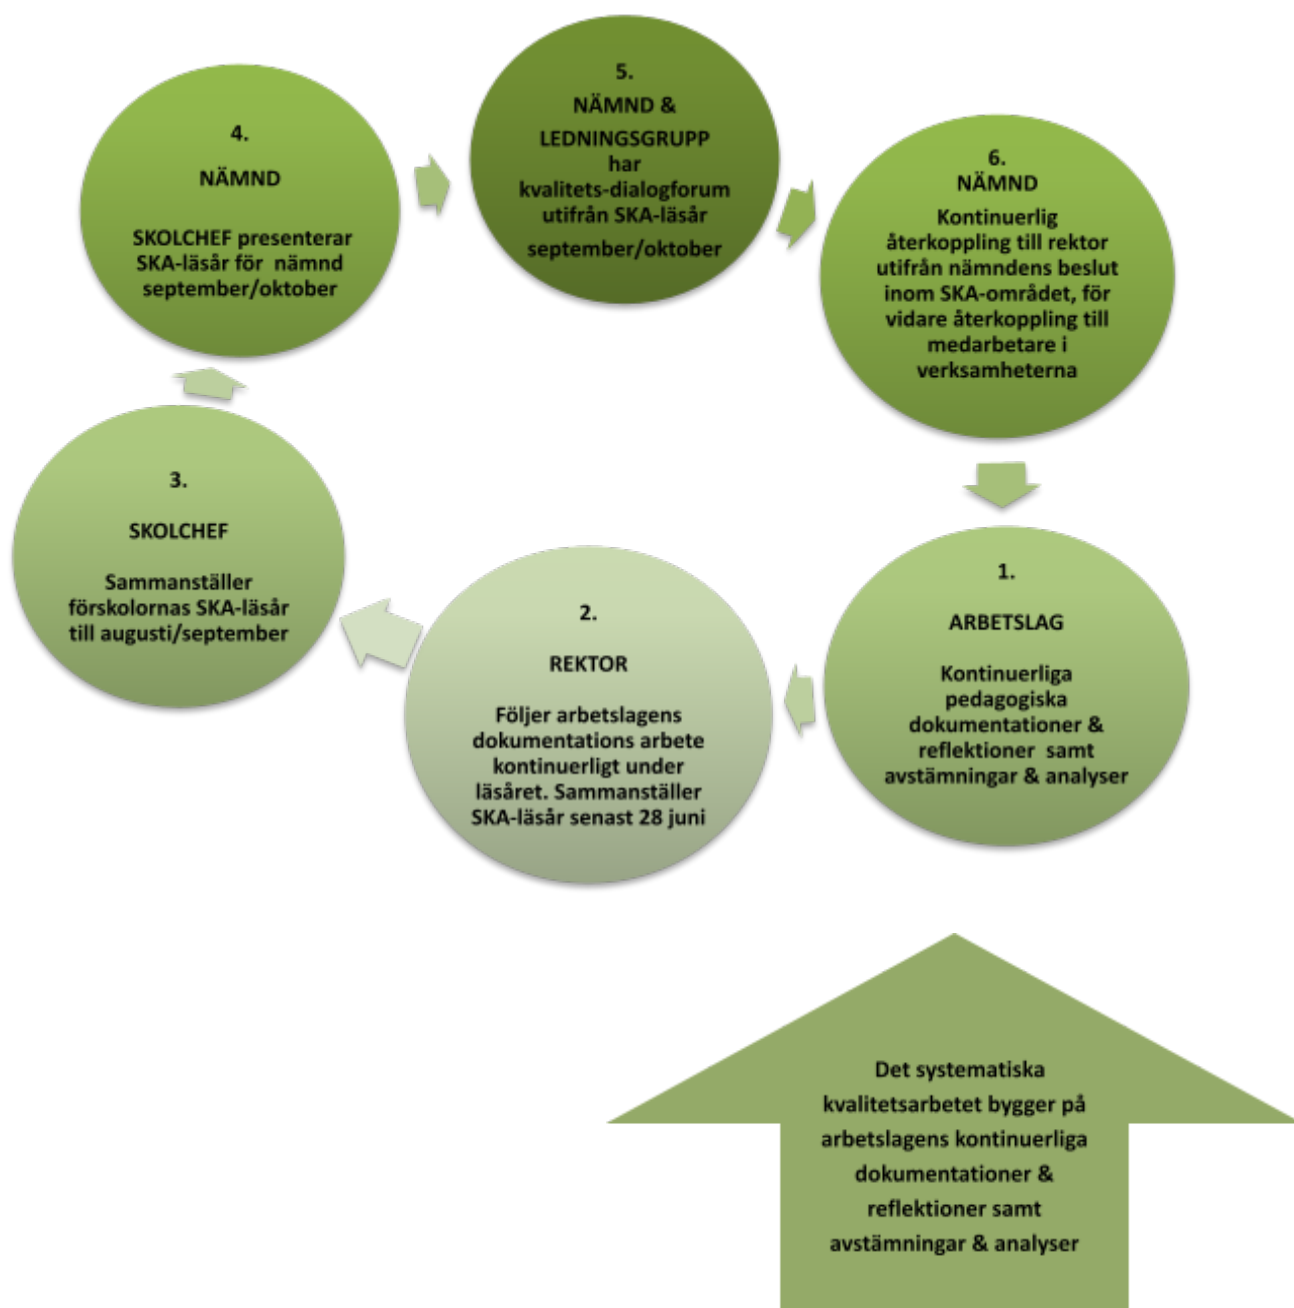 1.
ARBETSLAG
Kontinuerliga
pedagogiska
dokumentationer &
reflektioner samt
avstämningar & analyser
2.
REKTOR
Följer arbetslagens
dokumentations arbete
kontinuerligt under
läsåret. Sammanställer
SKA-läsår senast 28 juni
3.
SKOLCHEF
Sammanställer
förskolornas SKA-läsår
till augusti/september
4.
NÄMND
SKOLCHEF presenterar
SKA-läsår för nämnd
september/oktober
5.
NÄMND &
LEDNINGSGRUPP
har
kvalitets-dialogforum
utifrån SKA-läsår
september/oktober
6.
NÄMND
Kontinuerlig
återkoppling till rektor
utifrån nämndens beslut
inom SKA-området, för
vidare återkoppling till
medarbetare i
verksamheterna
Det systematiska
kvalitetsarbetet bygger på
arbetslagens kontinuerliga
dokumentationer &
reflektioner samt
avstämningar & analyser